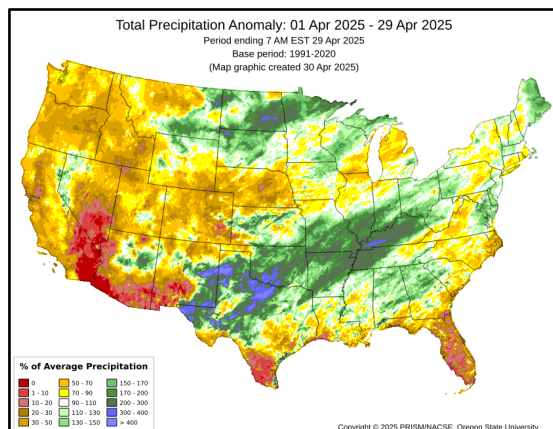 Total Precipitation Anomaly: 01 Apr 2025 - 29 Apr 2025
Period ending 7 AM EST 29 Apr 2025
Base period: 1991-2020
(Map graphic created 30 Apr 2025)
% of Average Precipitation
0 50 - 70 150 - 170
1 - 10 70 - 90 170 - 200
10 - 20 90 - 110 200 - 300
20 - 30 110 - 130 300 - 400
30 - 50 130 - 150 > 400
Copyright © 2025 PRISM/NACSE, Oregon State University